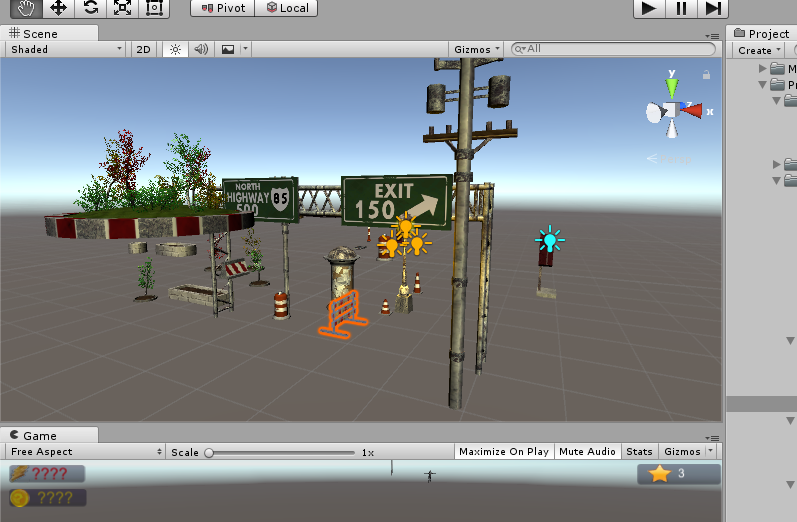 Pivot Local
Scene
Shaded 2D Gizmos All
Project
Create
y
x
z
M
Pr
NORTH
HIGHWAY 85
500
EXIT
150
Game
Free Aspect Scale 1x Maximize On Play Mute Audio Stats Gizmos
???? 3
? ????